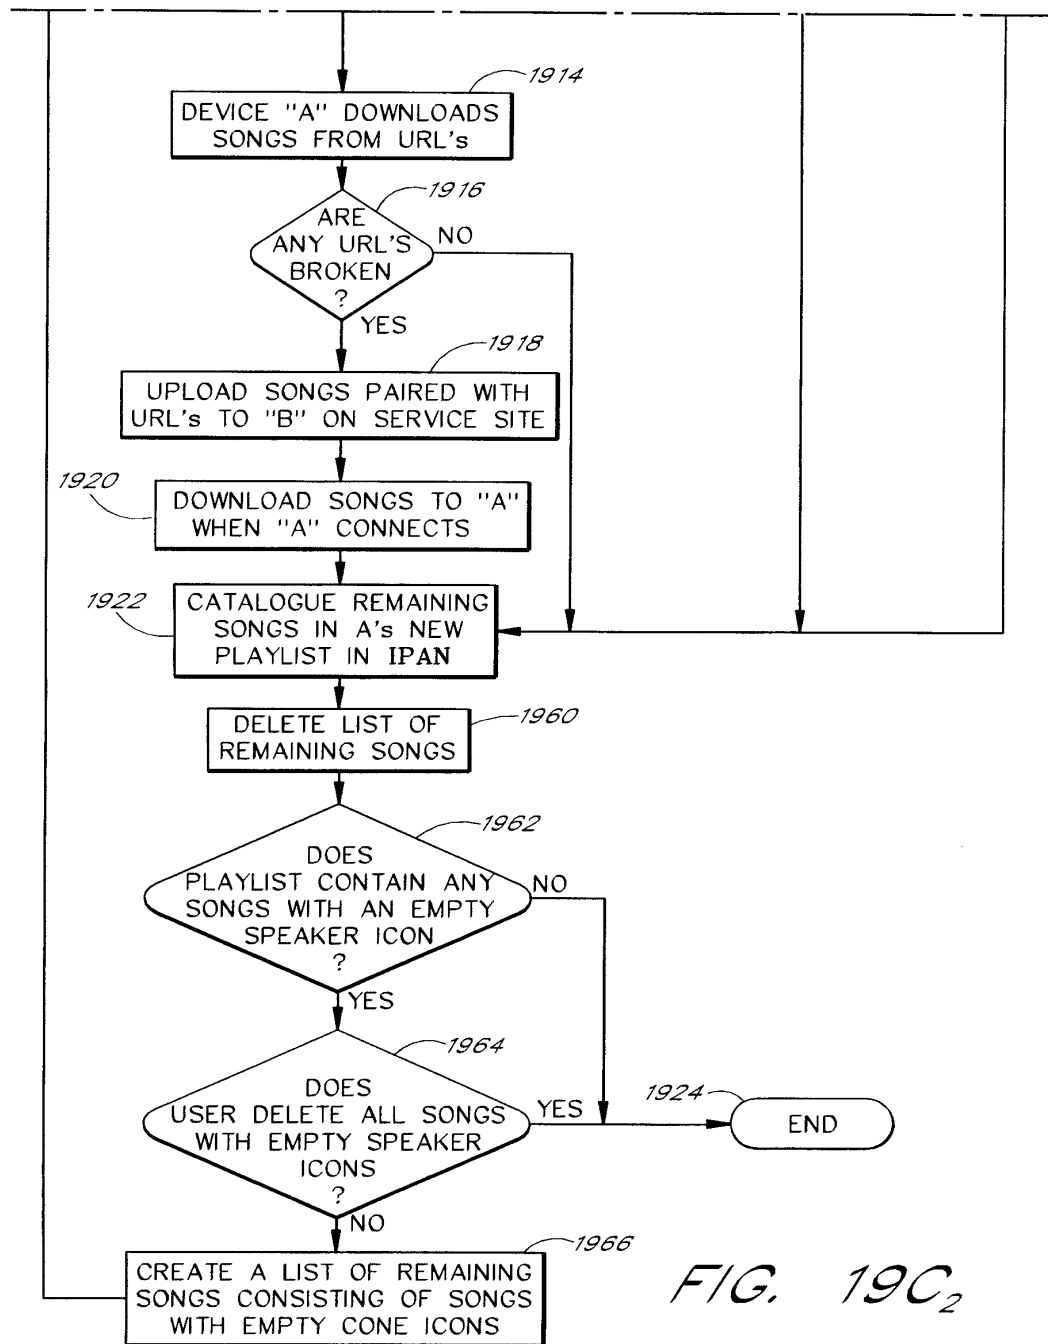 1914
DEVICE "A" DOWNLOADS
SONGS FROM URL's
1916
ARE
ANY URL'S
BROKEN
?
NO
YES
1918
UPLOAD SONGS PAIRED WITH
URL's TO "B" ON SERVICE SITE
1920
DOWNLOAD SONGS TO "A"
WHEN "A" CONNECTS
1922
CATALOGUE REMAINING
SONGS IN A's NEW
PLAYLIST IN IPAN
1960
DELETE LIST OF
REMAINING SONGS
1962
DOES
PLAYLIST CONTAIN ANY
SONGS WITH AN EMPTY
SPEAKER ICON
?
NO
YES
1964
DOES
USER DELETE ALL SONGS
WITH EMPTY SPEAKER
ICONS
?
YES
1924
END
NO
1966
CREATE A LIST OF REMAINING
SONGS CONSISTING OF SONGS
WITH EMPTY CONE ICONS
FIG. 19C2